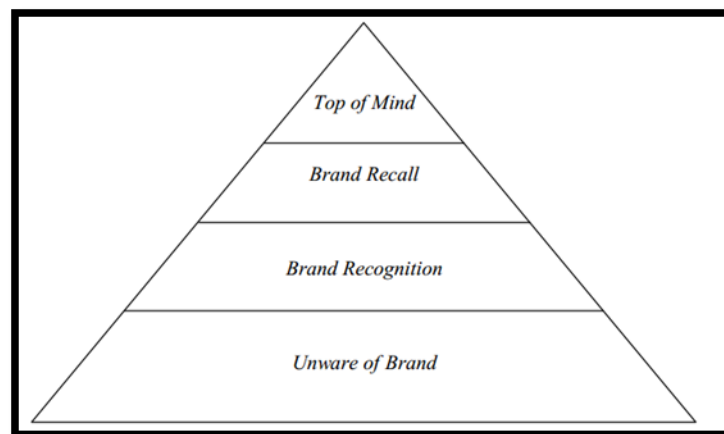 Top of Mind
Brand Recall
Brand Recognition
Unware of Brand